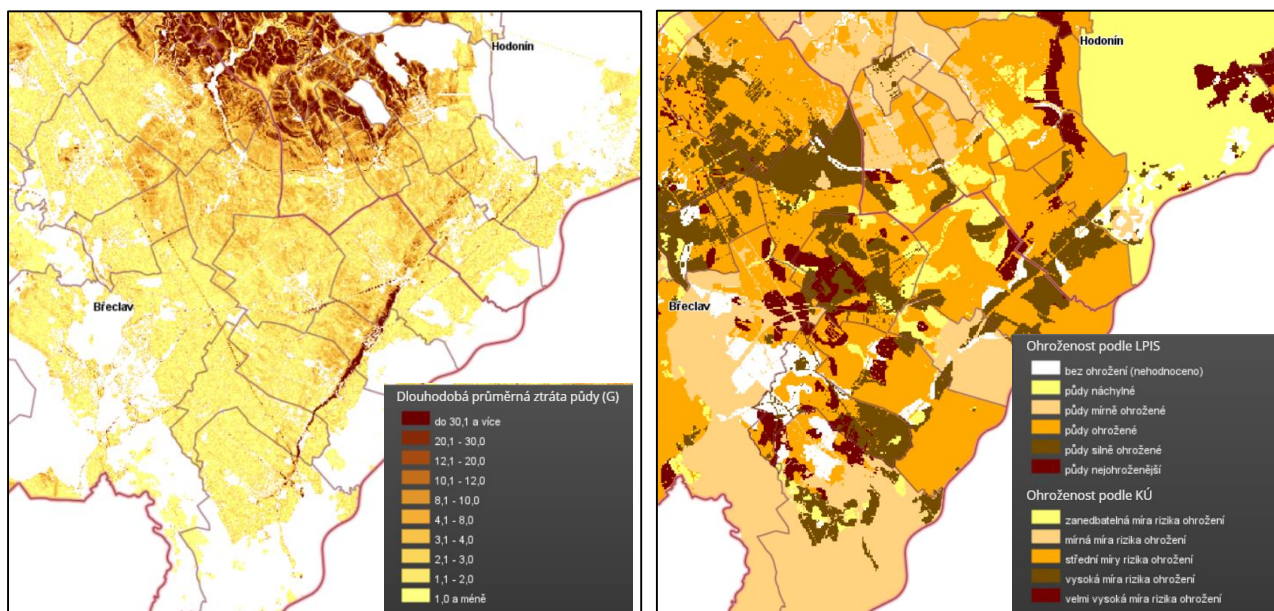 Hodonín
Břeclav
Dlouhodobá průměrná ztráta půdy (G)
do 30,1 a více
20,1 - 30,0
12,1 - 20,0
10,1 - 12,0
8,1 - 10,0
4,1 - 8,0
3,1 - 4,0
2,1 - 3,0
1,1 - 2,0
1,0 a méně
Hodonín
Břeclav
Ohroženost podle LPIS
bez ohrožení (nehodnoceno)
půdy náchylné
půdy mírně ohrožené
půdy ohrožené
půdy silně ohrožené
půdy nejohroženější
Ohroženost podle KÚ
zanedbatelná míra rizika ohrožení
mírná míra rizika ohrožení
střední míry rizika ohrožení
vysoká míra rizika ohrožení
velmi vysoká míra rizika ohrožení